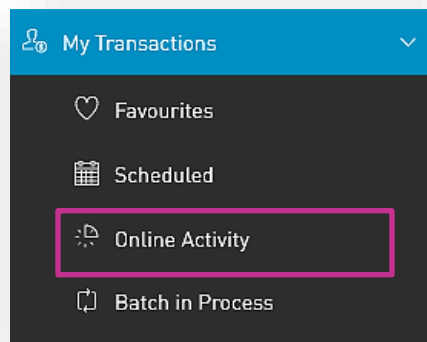 My Transactions
Favourites
Scheduled
Online Activity
Batch in Process